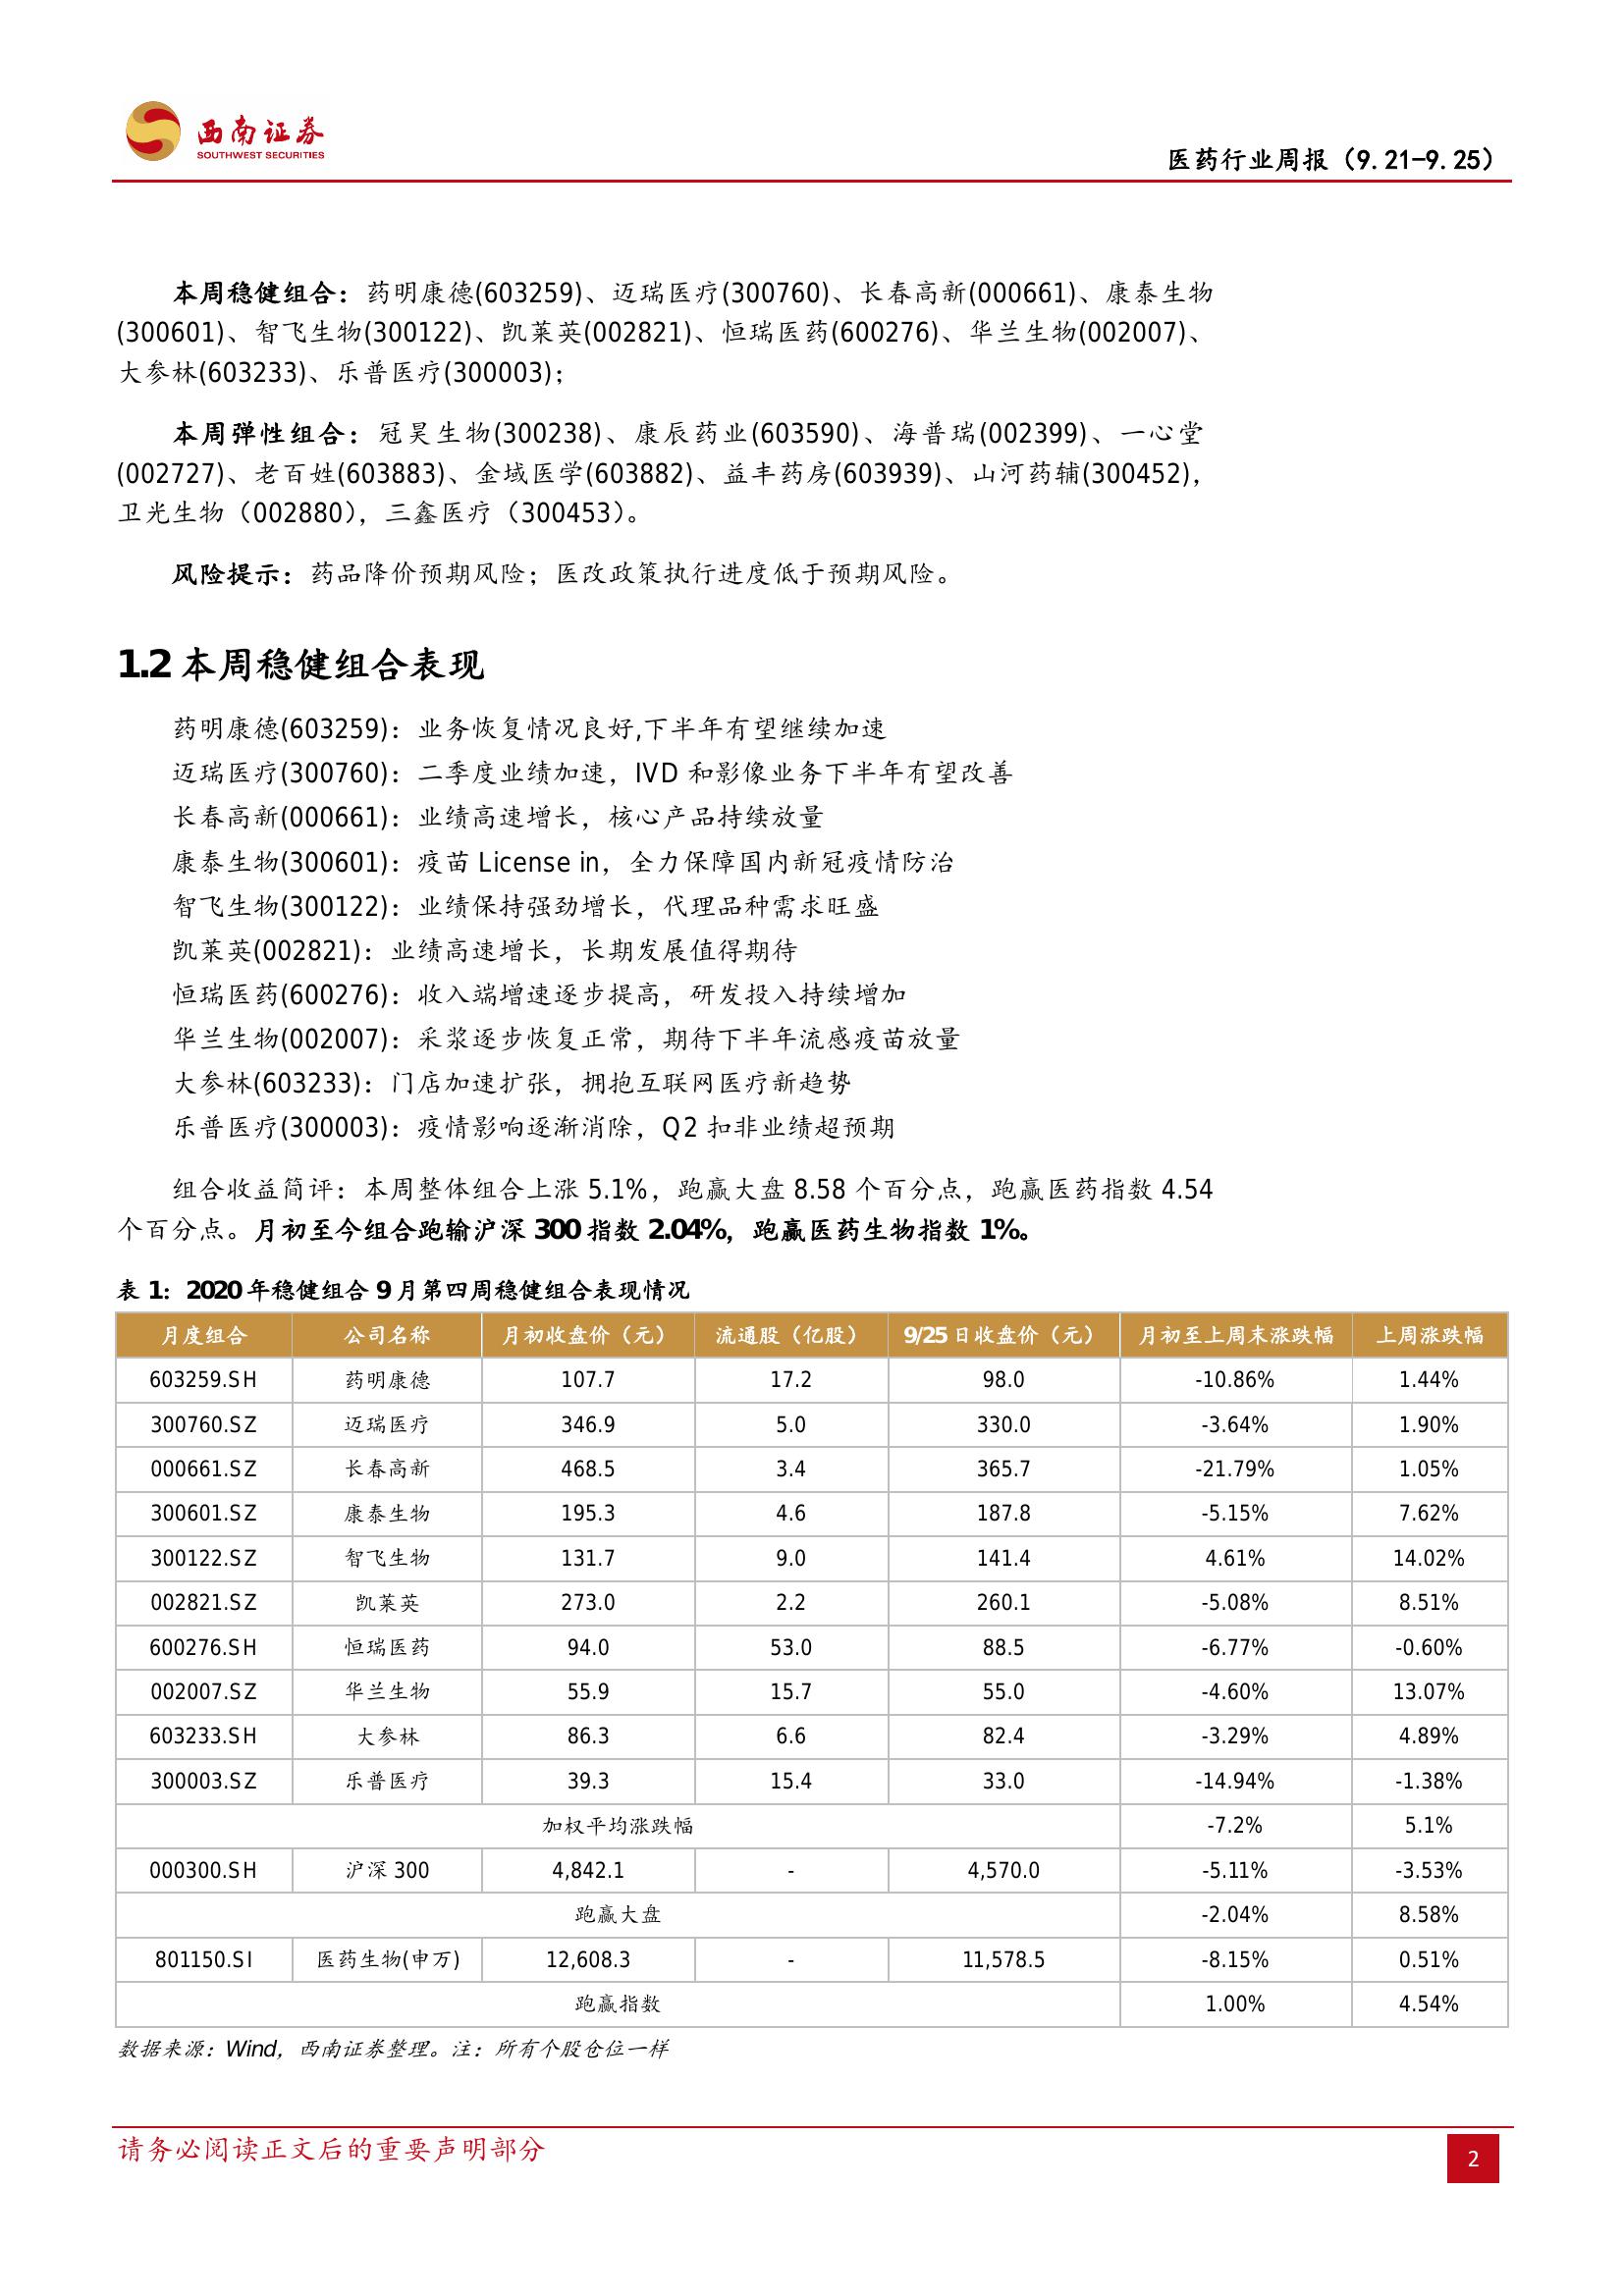 西南证券
SOUTHWEST SECURITIES
医药行业周报（9.21-9.25）
本周稳健组合：药明康德(603259)、迈瑞医疗(300760)、长春高新(000661)、康泰生物
(300601)、智飞生物(300122)、凯莱英(002821)、恒瑞医药(600276)、华兰生物(002007)、
大参林(603233)、乐普医疗(300003)；
本周弹性组合：冠昊生物(300238)、康辰药业(603590)、海普瑞(002399)、一心堂
(002727)、老百姓(603883)、金域医学(603882)、益丰药房(603939)、山河药辅(300452)，
卫光生物（002880），三鑫医疗（300453）。
风险提示：药品降价预期风险；医改政策执行进度低于预期风险。
1.2 本周稳健组合表现
药明康德(603259)：业务恢复情况良好,下半年有望继续加速
迈瑞医疗(300760)：二季度业绩加速，IVD 和影像业务下半年有望改善
长春高新(000661)：业绩高速增长，核心产品持续放量
康泰生物(300601)：疫苗 License in，全力保障国内新冠疫情防治
智飞生物(300122)：业绩保持强劲增长，代理品种需求旺盛
凯莱英(002821)：业绩高速增长，长期发展值得期待
恒瑞医药(600276)：收入端增速逐步提高，研发投入持续增加
华兰生物(002007)：采浆逐步恢复正常，期待下半年流感疫苗放量
大参林(603233)：门店加速扩张，拥抱互联网医疗新趋势
乐普医疗(300003)：疫情影响逐渐消除，Q2 扣非业绩超预期
组合收益简评：本周整体组合上涨 5.1%，跑赢大盘 8.58 个百分点，跑赢医药指数 4.54
个百分点。月初至今组合跑输沪深 300 指数 2.04%，跑赢医药生物指数 1%。
表 1：2020 年稳健组合 9 月第四周稳健组合表现情况
月度组合 公司名称 月初收盘价（元） 流通股（亿股） 9/25 日收盘价（元） 月初至上周末涨跌幅 上周涨跌幅
603259.SH 药明康德 107.7 17.2 98.0 -10.86% 1.44%
300760.SZ 迈瑞医疗 346.9 5.0 330.0 -3.64% 1.90%
000661.SZ 长春高新 468.5 3.4 365.7 -21.79% 1.05%
300601.SZ 康泰生物 195.3 4.6 187.8 -5.15% 7.62%
300122.SZ 智飞生物 131.7 9.0 141.4 4.61% 14.02%
002821.SZ 凯莱英 273.0 2.2 260.1 -5.08% 8.51%
600276.SH 恒瑞医药 94.0 53.0 88.5 -6.77% -0.60%
002007.SZ 华兰生物 55.9 15.7 55.0 -4.60% 13.07%
603233.SH 大参林 86.3 6.6 82.4 -3.29% 4.89%
300003.SZ 乐普医疗 39.3 15.4 33.0 -14.94% -1.38%
加权平均涨跌幅 -7.2% 5.1%
000300.SH 沪深 300 4,842.1 - 4,570.0 -5.11% -3.53%
跑赢大盘 -2.04% 8.58%
801150.SI 医药生物(申万) 12,608.3 - 11,578.5 -8.15% 0.51%
跑赢指数 1.00% 4.54%
数据来源：Wind，西南证券整理。注：所有个股仓位一样
请务必阅读正文后的重要声明部分
2